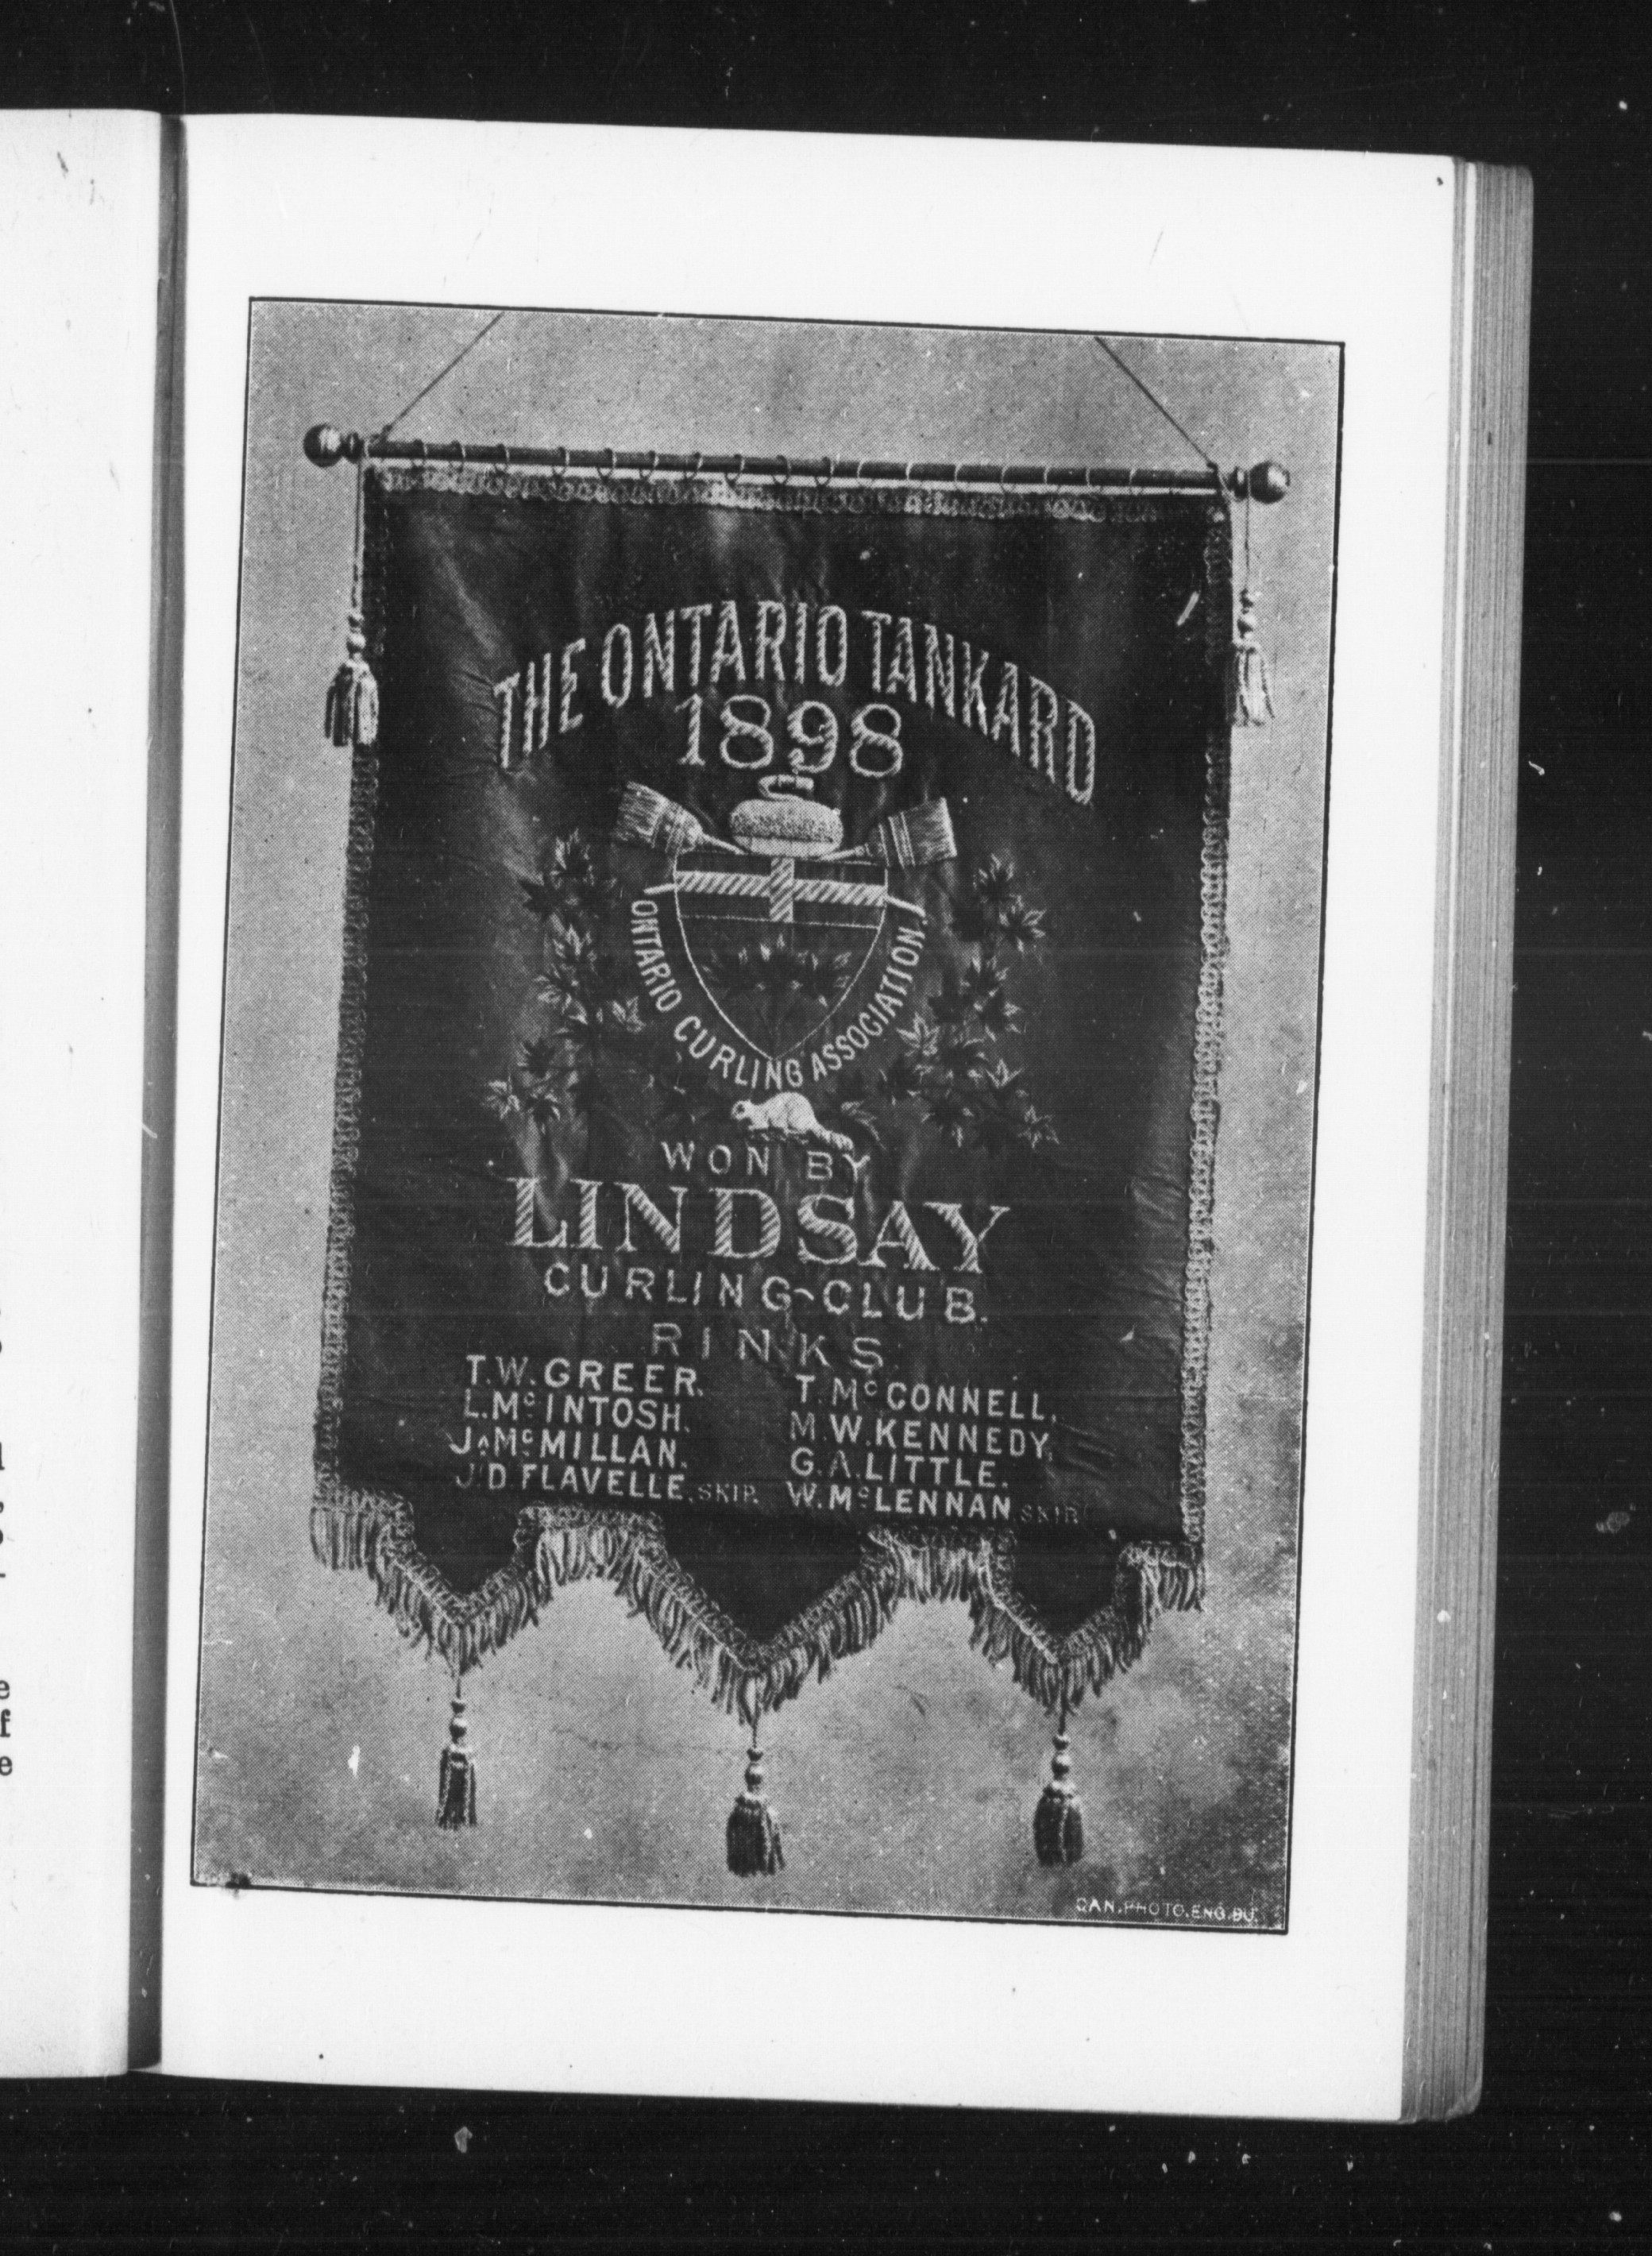 THE ONTARIO TANKARD
1898
ONTARIO CURLING ASSOCIATION
WON BY
LINDSAY
CURLING~CLUB.
RINKS
T.W.GREER.
L.McINTOSH.
J.McMILLAN.
J.D.FLAVELLE.SKIP.
T.McCONNELL.
M.W.KENNEDY.
G.A.LITTLE.
W.McLENNAN SKIP
CAN.PHOTO.ENG.BU.
l
e
f
e